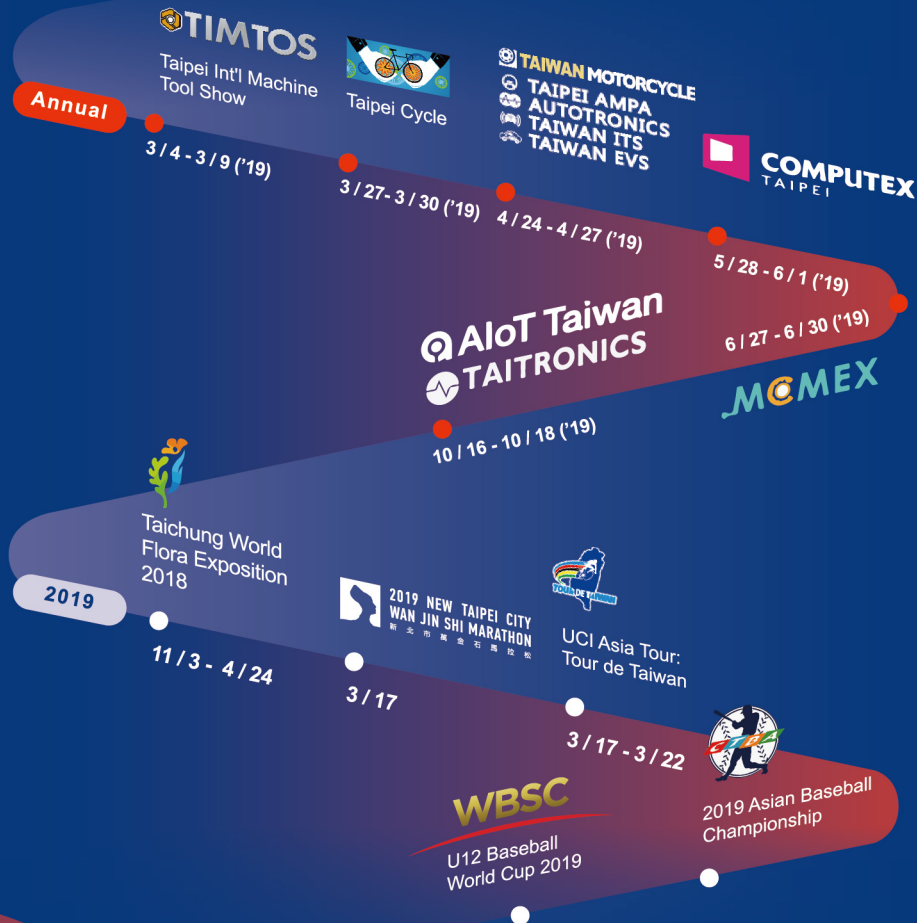 TIMTOS
Taipei Int'l Machine
Tool Show
Annual
3 / 4 - 3 / 9 ('19)
Taipei Cycle
3 / 27- 3 / 30 ('19)
TAIWAN MOTORCYCLE
TAIPEI AMPA
AUTOTRONICS
TAIWAN ITS
TAIWAN EVS
4 / 24 - 4 / 27 ('19)
COMPUTEX
TAIPEI
5 / 28 - 6 / 1 ('19)
6 / 27 - 6 / 30 ('19)
MCMEX
AIoT Taiwan
TAITRONICS
10 / 16 - 10 / 18 ('19)
Taichung World
Flora Exposition
2018
2019
11 / 3 - 4 / 24
2019 NEW TAIPEI CITY
WAN JIN SHI MARATHON
新北市萬金石馬拉松
3 / 17
TOUR DE TAIWAN
UCI Asia Tour:
Tour de Taiwan
3 / 17 - 3 / 22
CTBA
2019 Asian Baseball
Championship
WBSC
U12 Baseball
World Cup 2019